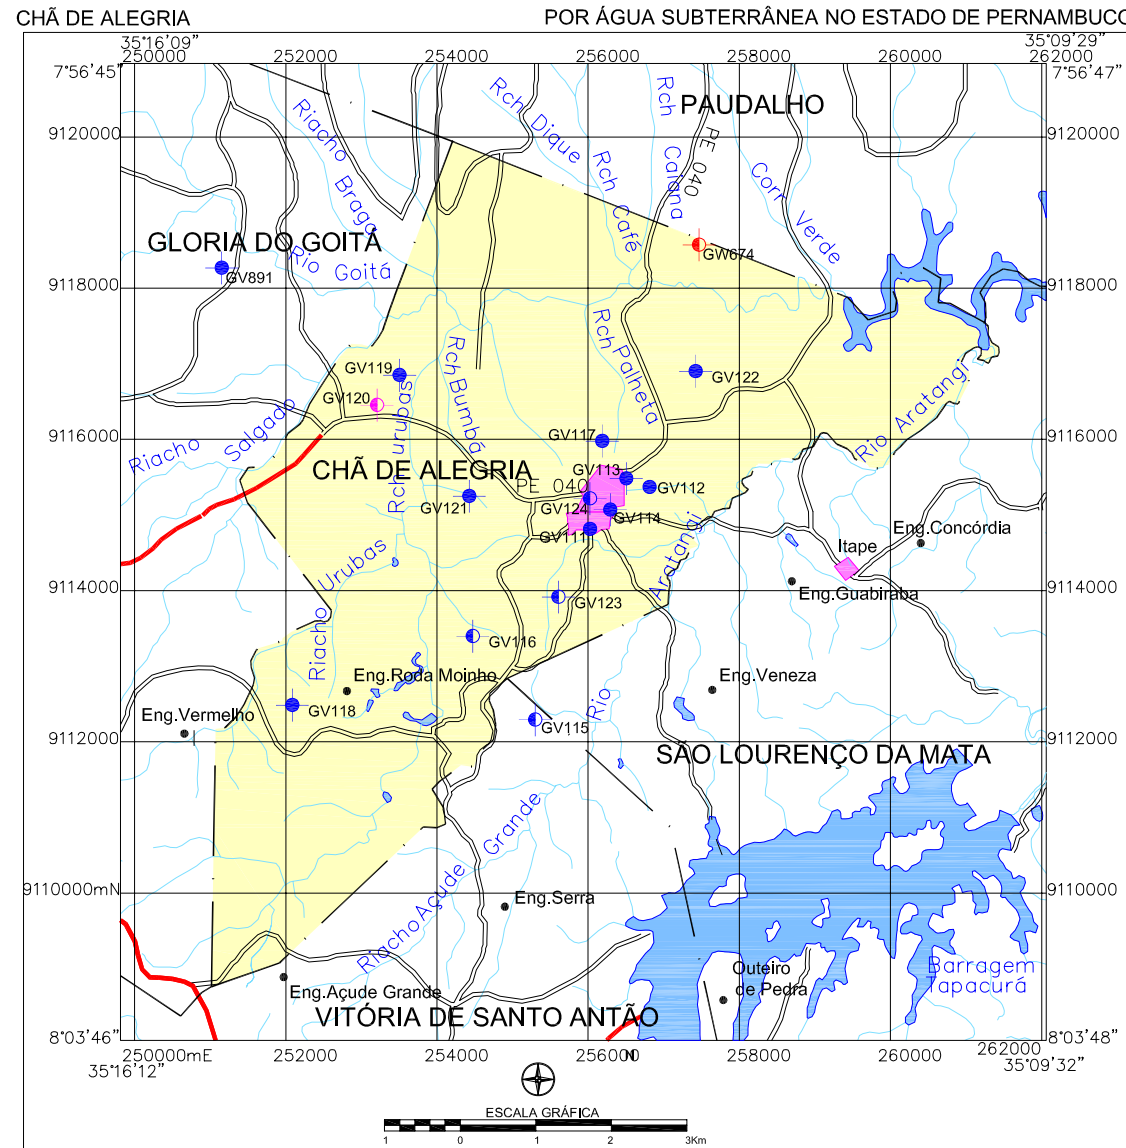 CHÃ DE ALEGRIA
POR ÁGUA SUBTERRÂNEA NO ESTADO DE PERNAMBUCO
35°16'09"
35°09'29"
250000
252000
254000
256000
258000
260000
262000
7°56'45"
7°56'47"
PAUDALHO
9120000
9120000
Riacho Braga
Rch Dique
Rch Café
Rch Caiana
PE 040
Corr Verde
GLORIA DO GOITÁ
Rio Goitá
GW674
GV891
9118000
9118000
Rch Palheta
Rch Bumbá
GV119
GV122
GV120
Rch urubas
Rio Aratangi
Riacho Salgado
9116000
9116000
GV117
CHÃ DE ALEGRIA
GV113
PE 040
GV112
GV121
GV124
GV114
GV111
Eng.Concórdia
Itape
Riacho Urubas
Rio Aratangi
9114000
9114000
Eng.Guabiraba
GV123
GV116
Eng.Roda Moinho
Eng.Veneza
GV118
Eng.Vermelho
GV115
9112000
9112000
SÃO LOURENÇO DA MATA
Riacho Açude Grande
9110000mN
9110000
Eng.Serra
Outeiro
de Pedra
Barragem
Tapacurá
Eng.Açude Grande
VITÓRIA DE SANTO ANTÃO
8°03'46"
8°03'48"
250000mE
252000
254000
256000
258000
260000
262000
35°16'12"
35°09'32"
N
ESCALA GRÁFICA
1
0
1
2
3Km